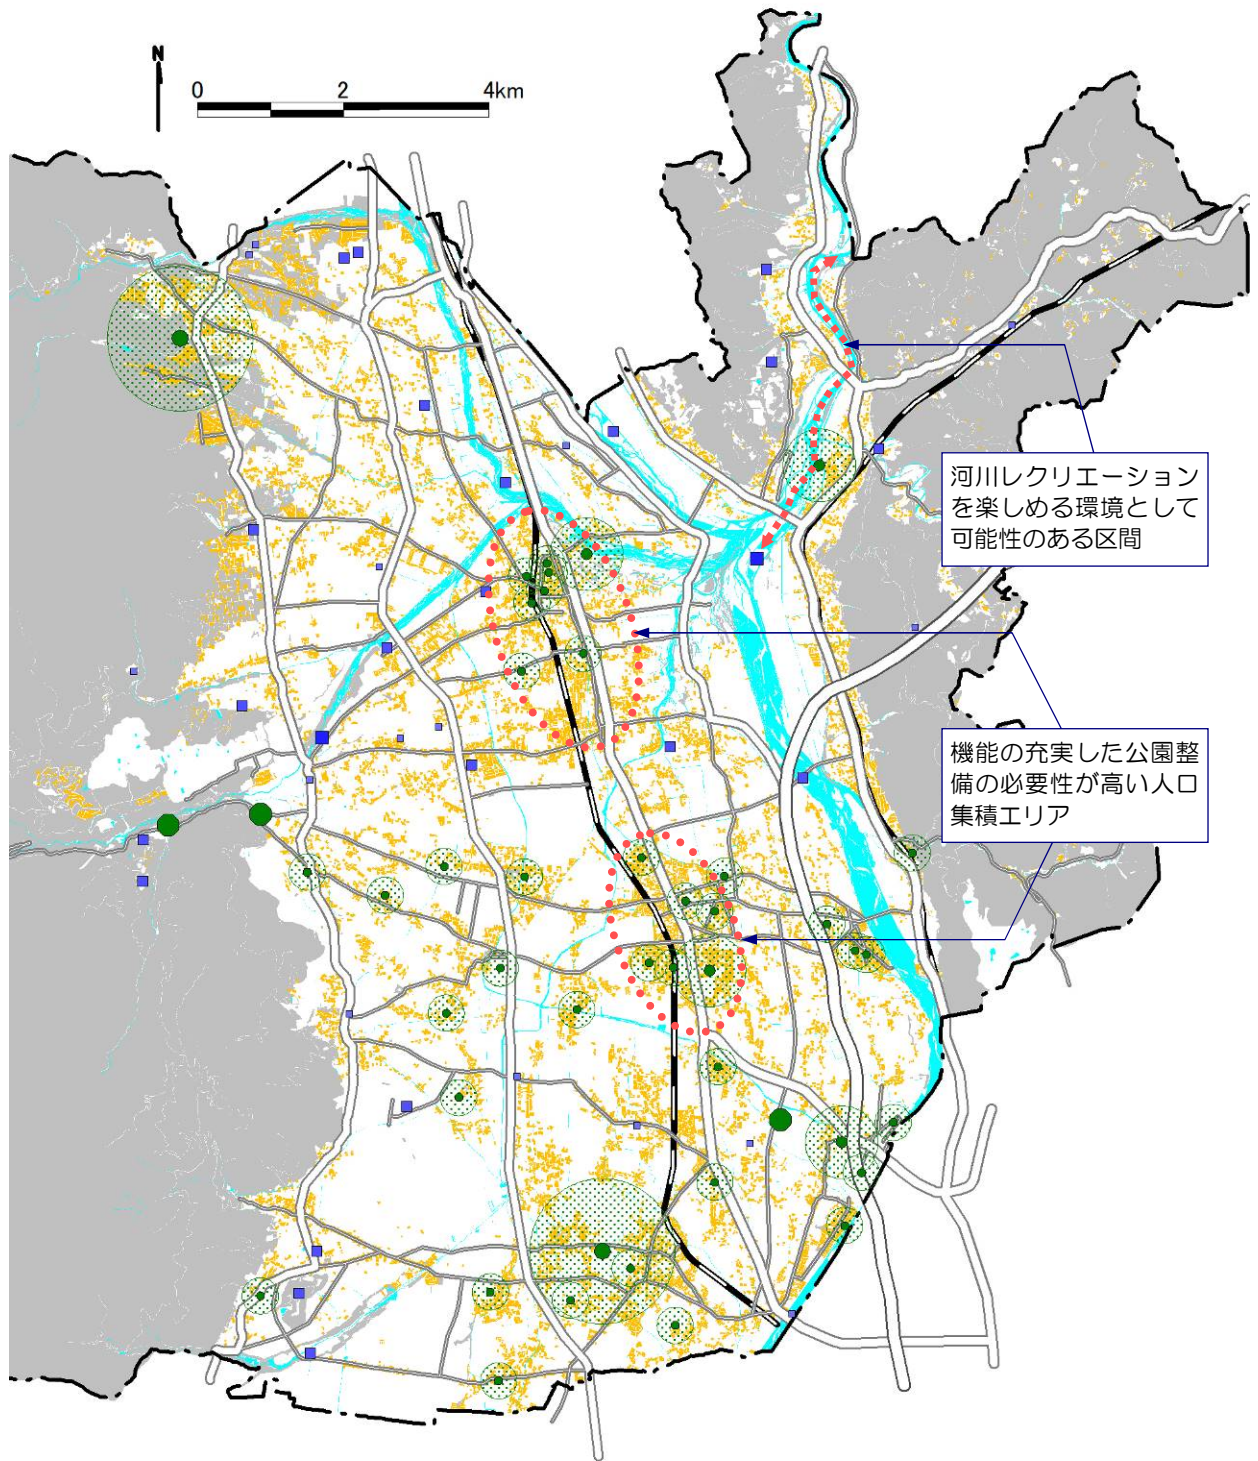 N
0 2 4km
河川レクリエーション
を楽しめる環境として
可能性のある区間
機能の充実した公園整
備の必要性が高い人口
集積エリア